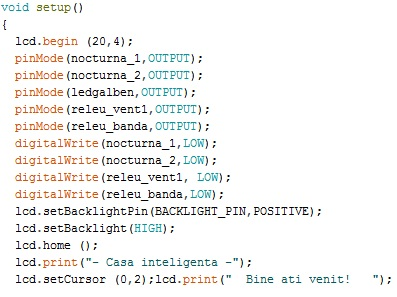 void setup()
{
lcd.begin (20,4);
pinMode(nocturna_1,OUTPUT);
pinMode(nocturna_2,OUTPUT);
pinMode(ledgalben,OUTPUT);
pinMode(releu_vent1,OUTPUT);
pinMode(releu_banda,OUTPUT);
digitalWrite(nocturna_1,LOW);
digitalWrite(nocturna_2,LOW);
digitalWrite(releu_vent1, LOW);
digitalWrite(releu_banda,LOW);
lcd.setBacklightPin(BACKLIGHT_PIN,POSITIVE);
lcd.setBacklight(HIGH);
lcd.home ();
lcd.print("- Casa inteligenta -");
lcd.setCursor (0,2);lcd.print("  Bine ati venit!   ");